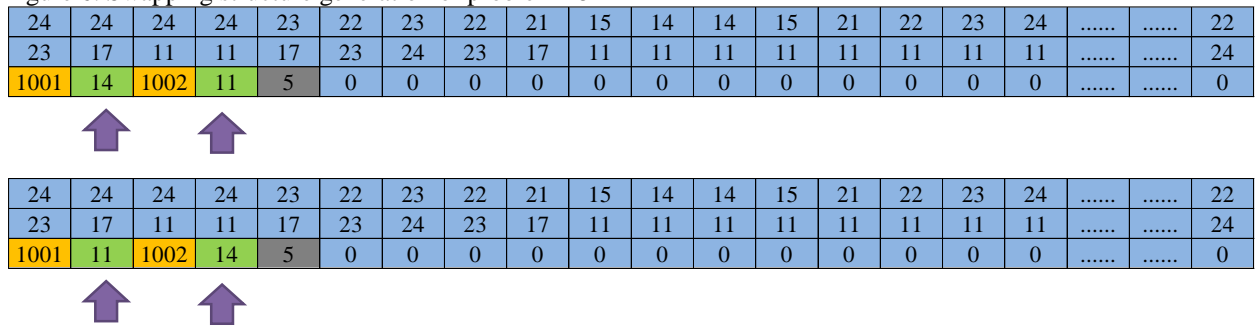 24 24 24 24 23 22 23 22 21 15 14 14 15 21 22 23 24 ...... ...... 22
23 17 11 11 17 23 24 23 17 11 11 11 11 11 11 11 11 ...... ...... 24
1001 14 1002 11 5 0 0 0 0 0 0 0 0 0 0 0 0 ...... ...... 0
24 24 24 24 23 22 23 22 21 15 14 14 15 21 22 23 24 ...... ...... 22
23 17 11 11 17 23 24 23 17 11 11 11 11 11 11 11 11 ...... ...... 24
1001 11 1002 14 5 0 0 0 0 0 0 0 0 0 0 0 0 ...... ...... 0